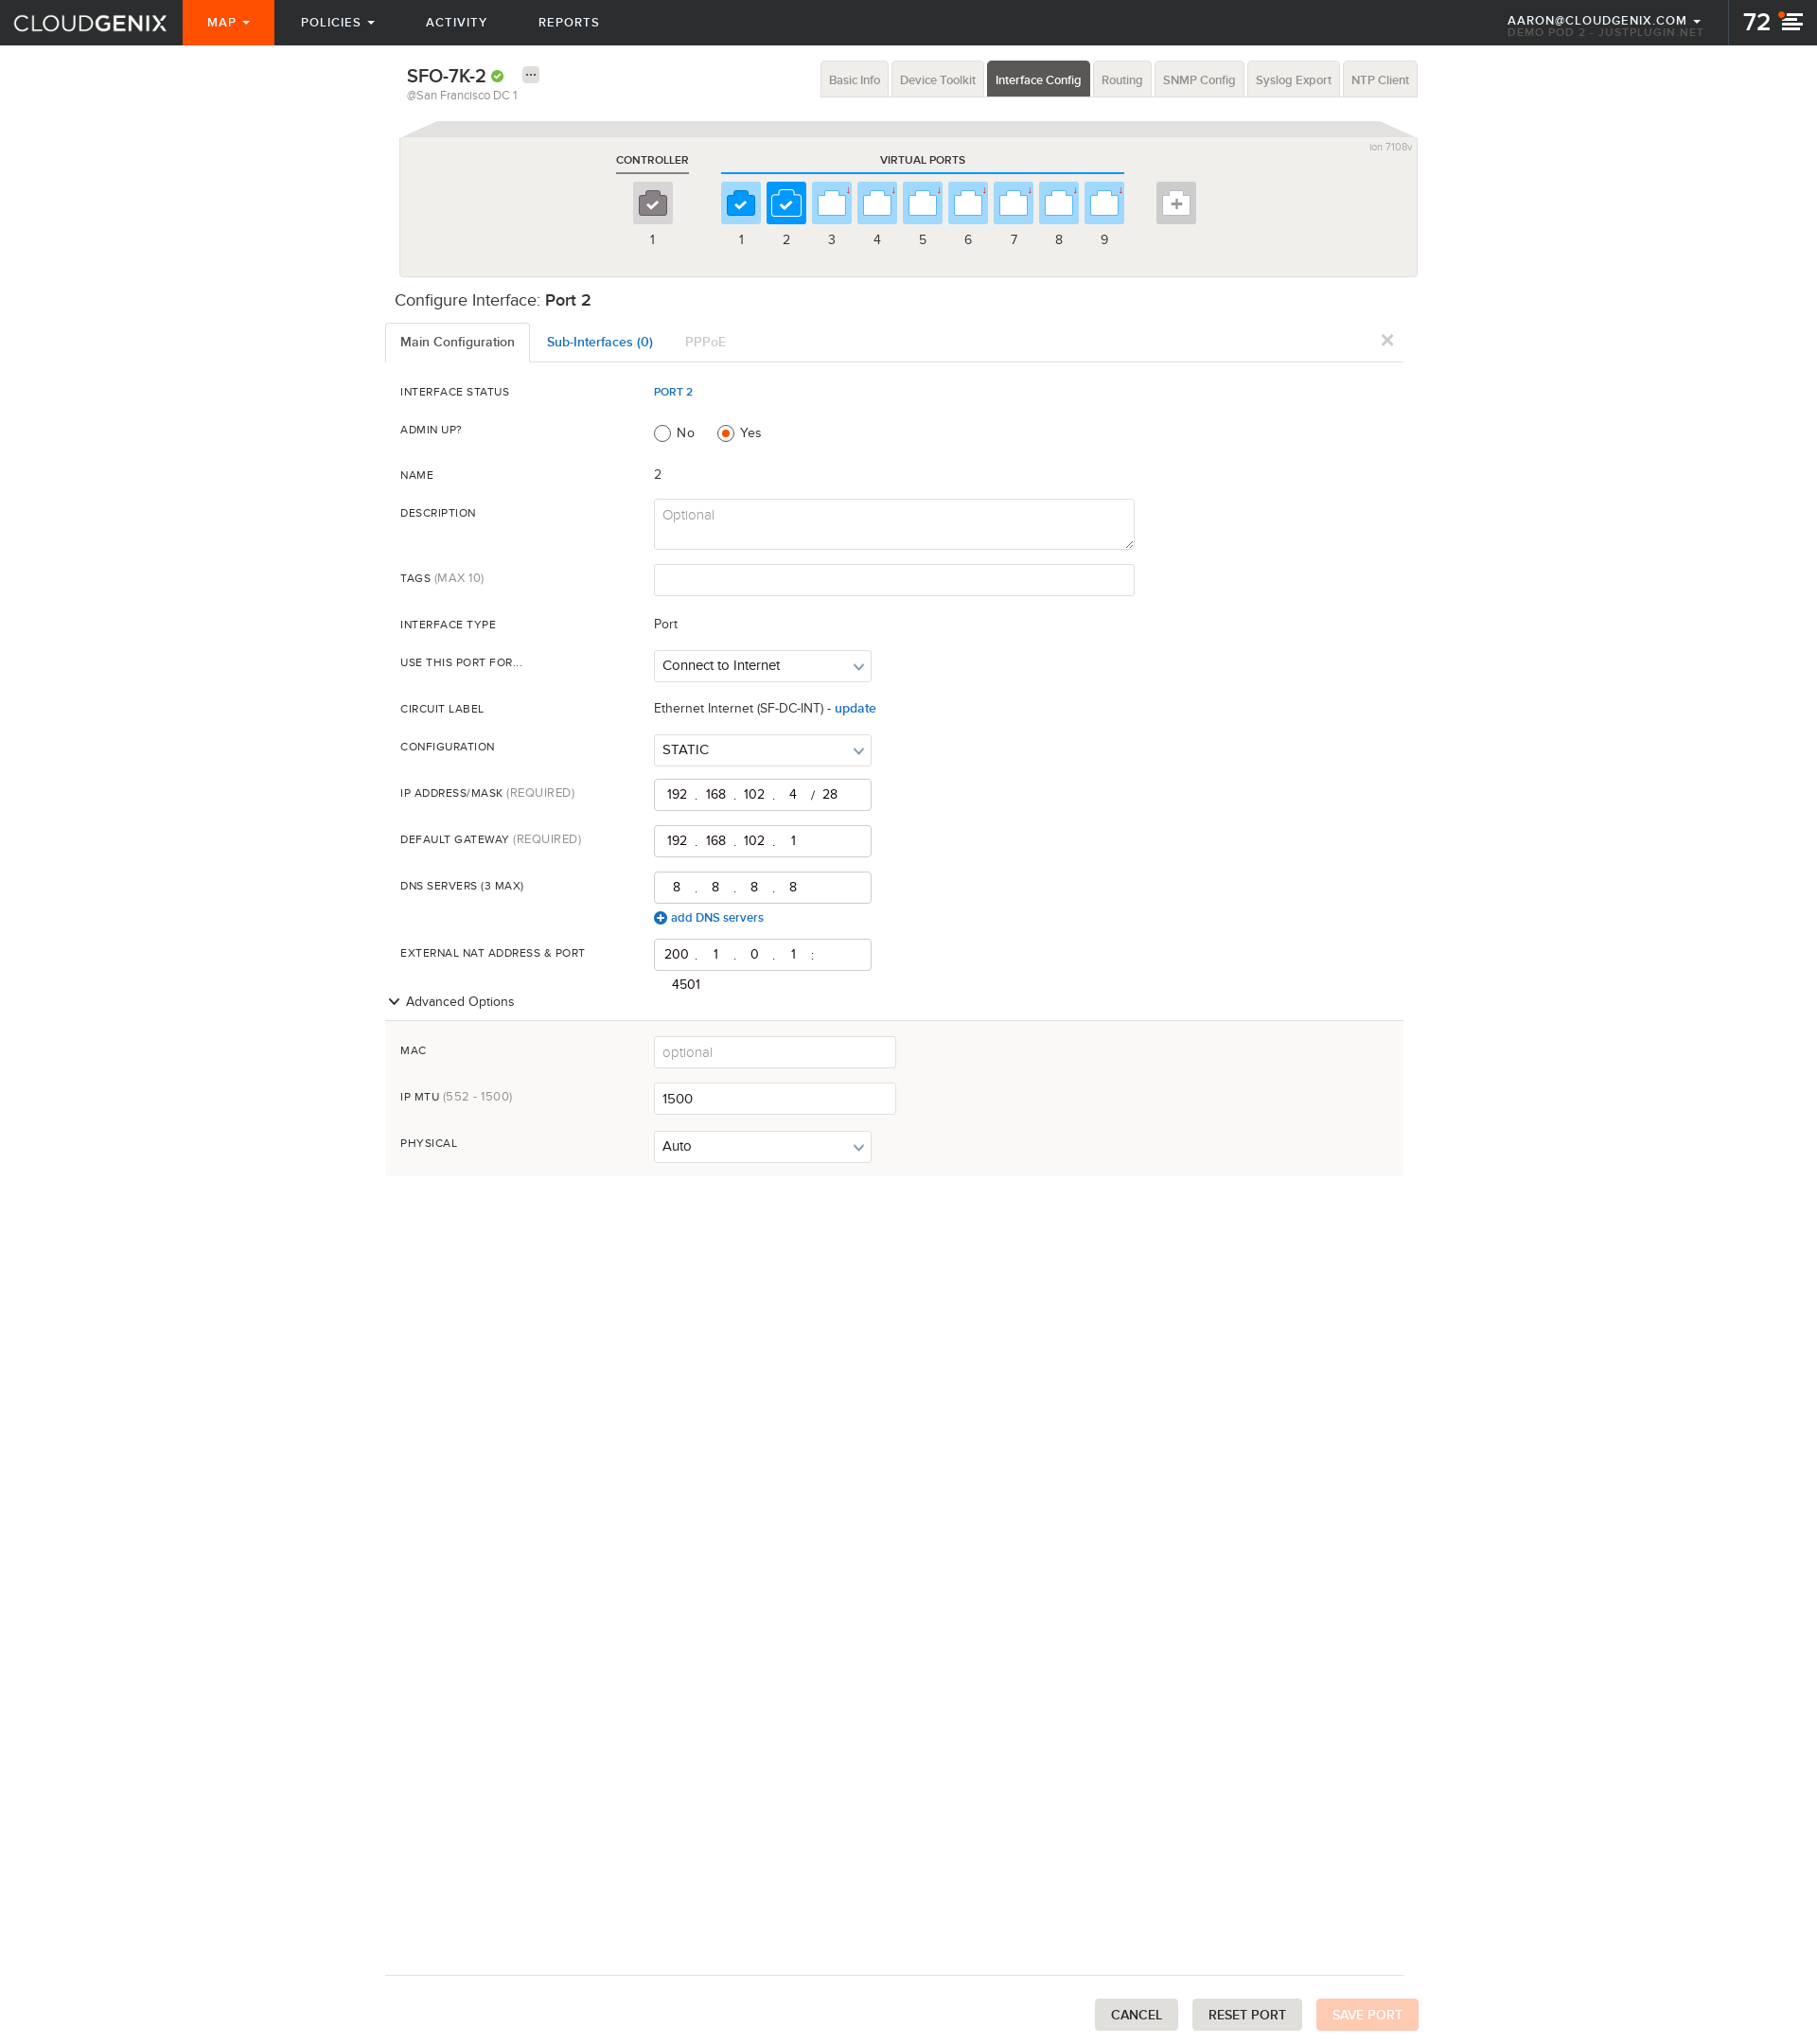 CLOUDGENIX MAP POLICIES ACTIVITY REPORTS AARON@CLOUDGENIX.COM 72
DEMO POD 2 - JUSTPLUGIN.NET
SFO-7K-2 ...
@San Francisco DC 1
Basic Info Device Toolkit Interface Config Routing SNMP Config Syslog Export NTP Client
ion 7108v
CONTROLLER VIRTUAL PORTS
1 1 2 3 4 5 6 7 8 9
Configure Interface: Port 2
Main Configuration Sub-Interfaces (0) PPPoE
INTERFACE STATUS PORT 2
ADMIN UP? No Yes
NAME 2
DESCRIPTION Optional
TAGS (MAX 10)
INTERFACE TYPE Port
USE THIS PORT FOR... Connect to Internet
CIRCUIT LABEL Ethernet Internet (SF-DC-INT) - update
CONFIGURATION STATIC
IP ADDRESS/MASK (REQUIRED) 192 . 168 . 102 . 4 / 28
DEFAULT GATEWAY (REQUIRED) 192 . 168 . 102 . 1
DNS SERVERS (3 MAX) 8 . 8 . 8 . 8
add DNS servers
EXTERNAL NAT ADDRESS & PORT 200 . 1 . 0 . 1 :
4501
Advanced Options
MAC optional
IP MTU (552 - 1500) 1500
PHYSICAL Auto
CANCEL RESET PORT SAVE PORT